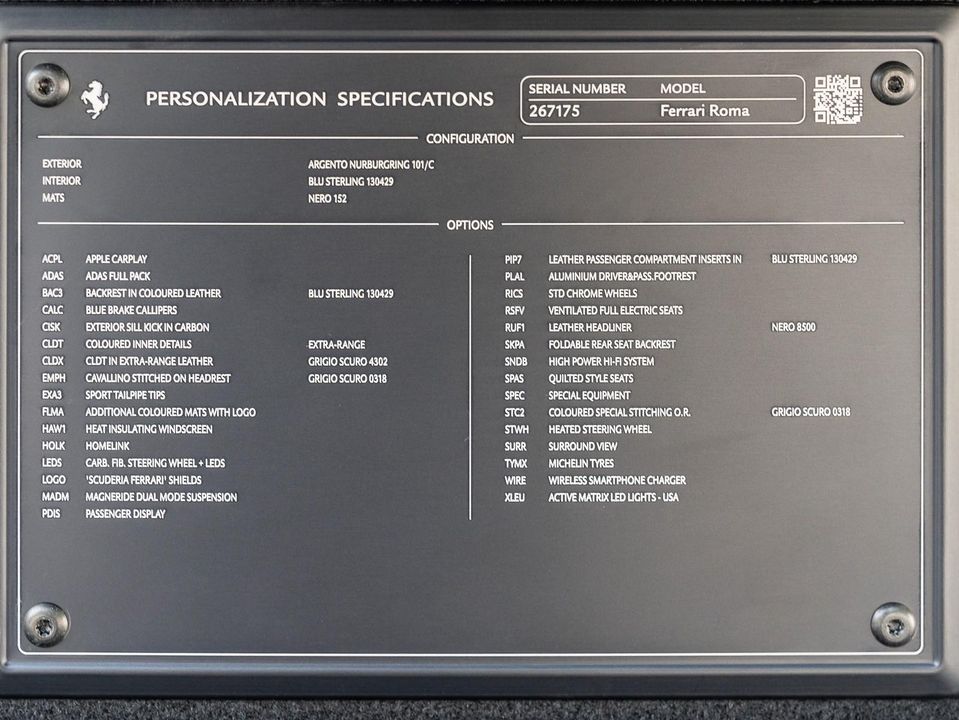 PERSONALIZATION SPECIFICATIONS
SERIAL NUMBER MODEL
267175 Ferrari Roma
CONFIGURATION
EXTERIOR ARGENTO NURBURGRING 101/C
INTERIOR BLU STERLING 130429
MATS NERO 152
OPTIONS
ACPL APPLE CARPLAY
ADAS ADAS FULL PACK
BAC3 BACKREST IN COLOURED LEATHER BLU STERLING 130429
CALC BLUE BRAKE CALLIPERS
CISK EXTERIOR SILL KICK IN CARBON
CLDT COLOURED INNER DETAILS EXTRA-RANGE
CLDX CLDT IN EXTRA-RANGE LEATHER GRIGIO SCURO 4302
EMPH CAVALLINO STITCHED ON HEADREST GRIGIO SCURO 0318
EXA3 SPORT TAILPIPE TIPS
FLMA ADDITIONAL COLOURED MATS WITH LOGO
HAW1 HEAT INSULATING WINDSCREEN
HOLK HOMELINK
LEDS CARB. FIB. STEERING WHEEL + LEDS
LOGO 'SCUDERIA FERRARI' SHIELDS
MADM MAGNERIDE DUAL MODE SUSPENSION
PDIS PASSENGER DISPLAY
PIP7 LEATHER PASSENGER COMPARTMENT INSERTS IN BLU STERLING 130429
PLAL ALUMINIUM DRIVER&PASS.FOOTREST
RICS STD CHROME WHEELS
RSFV VENTILATED FULL ELECTRIC SEATS
RUF1 LEATHER HEADLINER NERO 8500
SKPA FOLDABLE REAR SEAT BACKREST
SNDB HIGH POWER HI-FI SYSTEM
SPAS QUILTED STYLE SEATS
SPEC SPECIAL EQUIPMENT
STC2 COLOURED SPECIAL STITCHING O.R. GRIGIO SCURO 0318
STWH HEATED STEERING WHEEL
SURR SURROUND VIEW
TYMX MICHELIN TYRES
WIRE WIRELESS SMARTPHONE CHARGER
XLEU ACTIVE MATRIX LED LIGHTS - USA